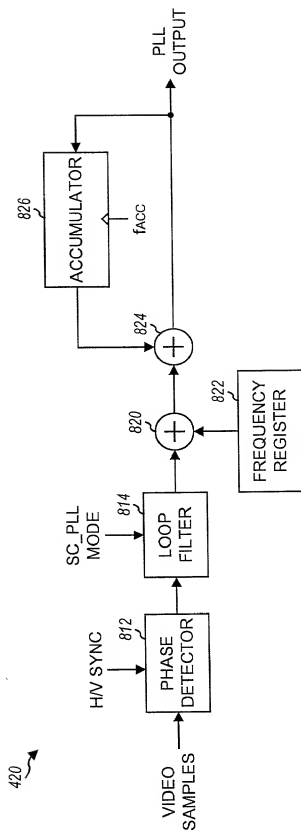 420
VIDEO
SAMPLES
H/V SYNC
812
PHASE
DETECTOR
SC_PLL
MODE
814
LOOP
FILTER
820
822
FREQUENCY
REGISTER
824
826
ACCUMULATOR
fACC
PLL
OUTPUT